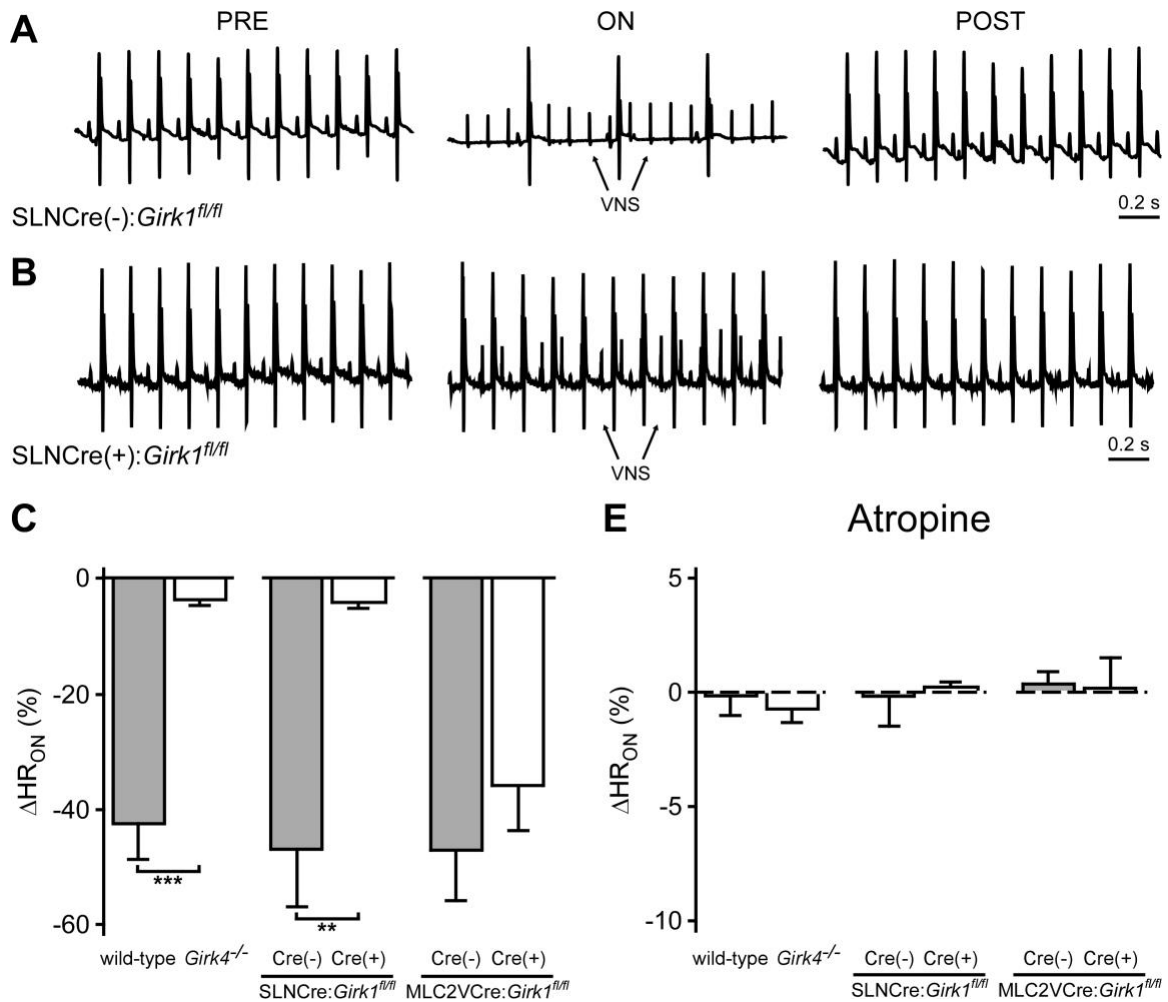 A
PRE ON POST
VNS
SLNCre(-):Girk1fl/fl
0.2 s
B
VNS
SLNCre(+):Girk1fl/fl
0.2 s
C
0
-20
-40
-60
ΔHRON (%)
***
**
wild-type Girk4-/- Cre(-) Cre(+) Cre(-) Cre(+)
SLNCre:Girk1fl/fl MLC2VCre:Girk1fl/fl
E Atropine
5
0
-5
-10
ΔHRON (%)
wild-type Girk4-/- Cre(-) Cre(+) Cre(-) Cre(+)
SLNCre:Girk1fl/fl MLC2VCre:Girk1fl/fl